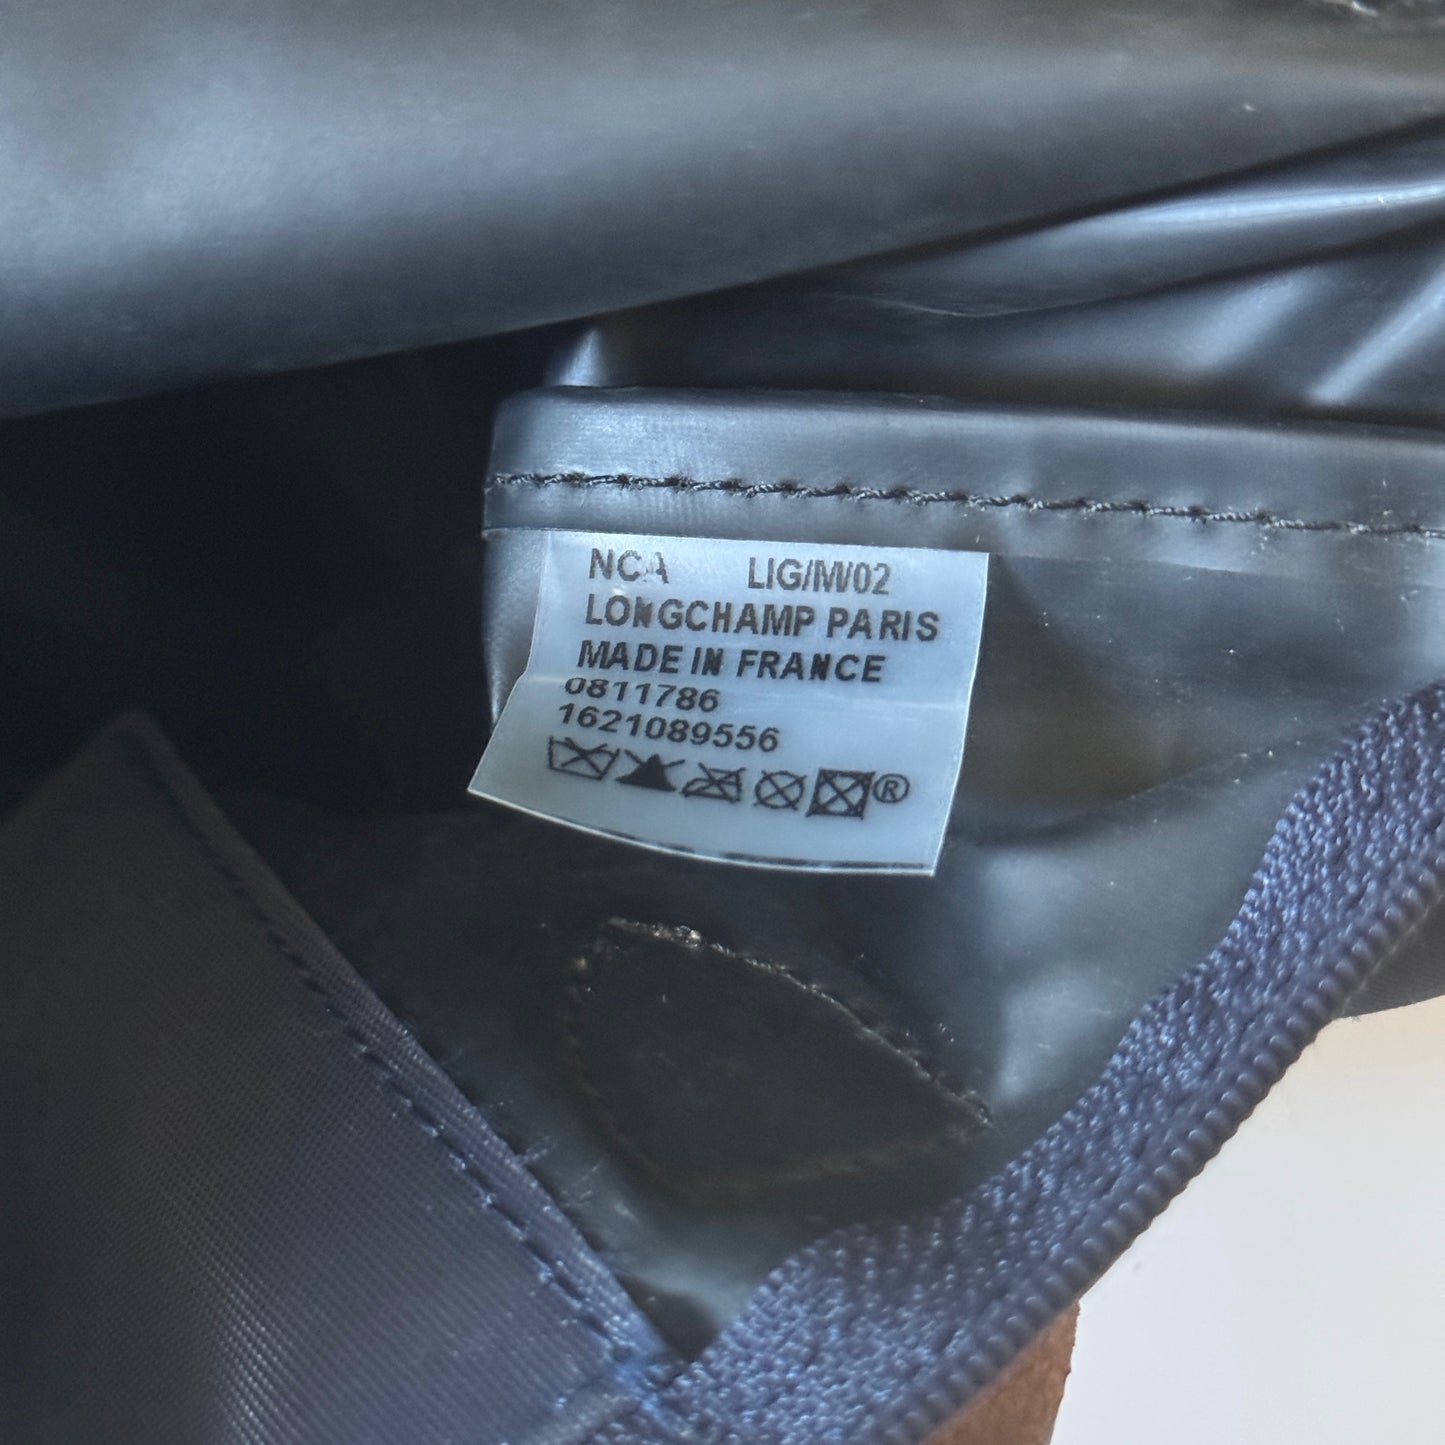 NCA LIG/M/02
LONGCHAMP PARIS
MADE IN FRANCE
0811786
1621089556
®